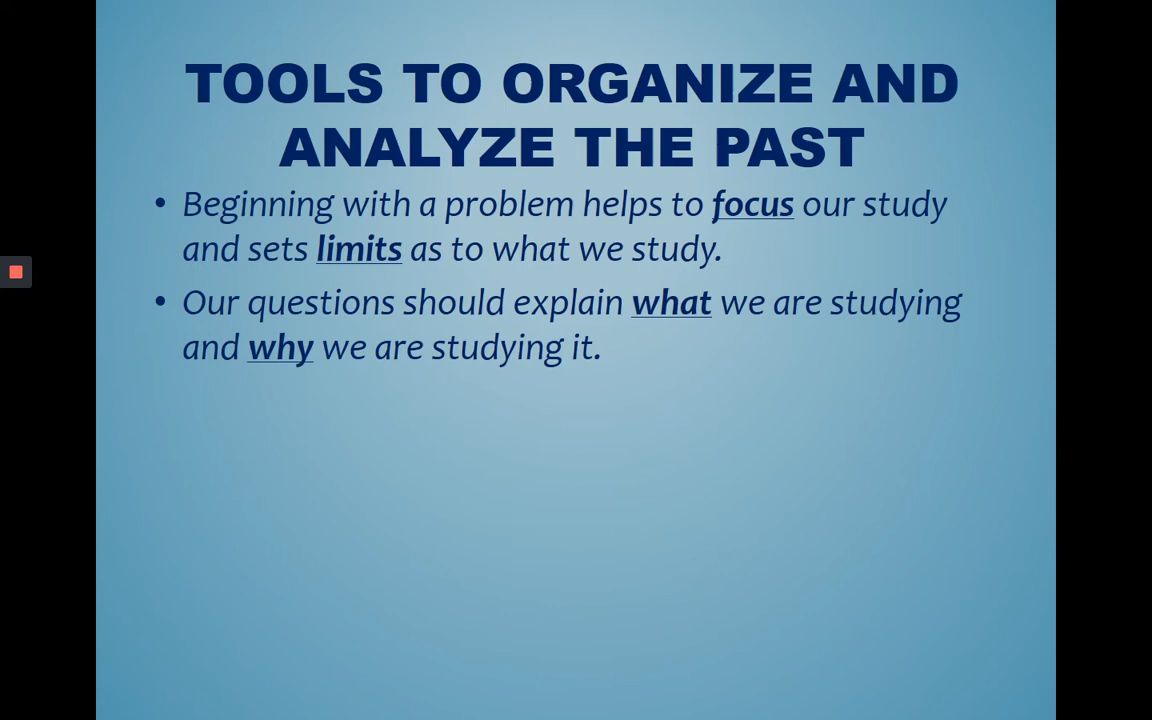 TOOLS TO ORGANIZE AND
ANALYZE THE PAST
• Beginning with a problem helps to focus our study
and sets limits as to what we study.
• Our questions should explain what we are studying
and why we are studying it.